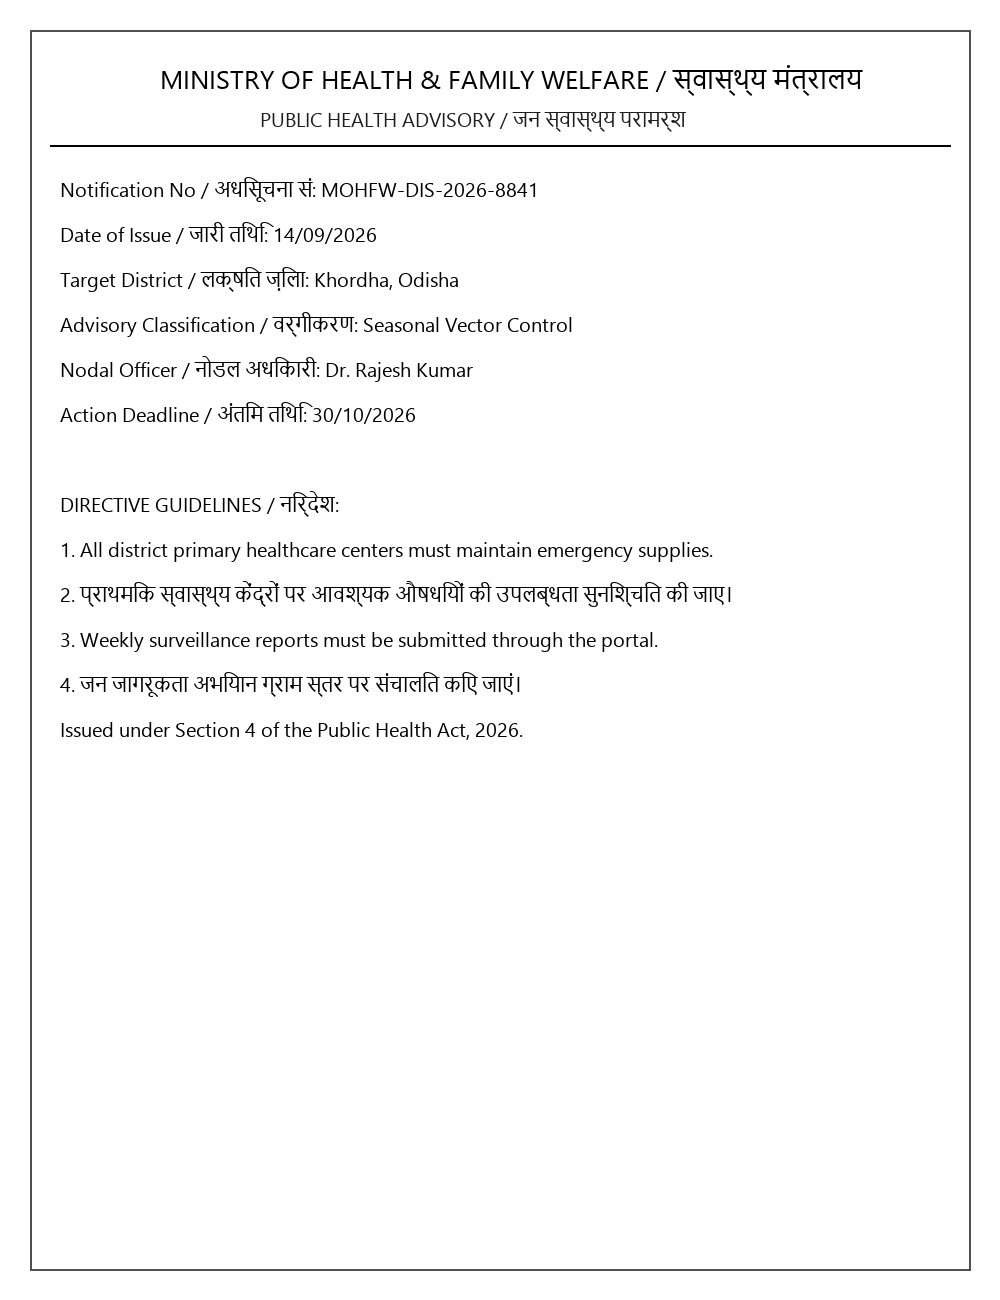 MINISTRY OF HEALTH & FAMILY WELFARE / स्वास्थ्य मंत्रालय
PUBLIC HEALTH ADVISORY / जन स्वास्थ्य परामर्श
Notification No / अधिसूचना सं: MOHFW-DIS-2026-8841
Date of Issue / जारी तिथि: 14/09/2026
Target District / लक्षित ज़िला: Khordha, Odisha
Advisory Classification / वर्गीकरण: Seasonal Vector Control
Nodal Officer / नोडल अधिकारी: Dr. Rajesh Kumar
Action Deadline / अंतिम तिथि: 30/10/2026
DIRECTIVE GUIDELINES / निर्देश:
1. All district primary healthcare centers must maintain emergency supplies.
2. प्राथमिक स्वास्थ्य केंद्रों पर आवश्यक औषधियों की उपलब्धता सुनिश्चित की जाए।
3. Weekly surveillance reports must be submitted through the portal.
4. जन जागरूकता अभियान ग्राम स्तर पर संचालित किए जाएं।
Issued under Section 4 of the Public Health Act, 2026.